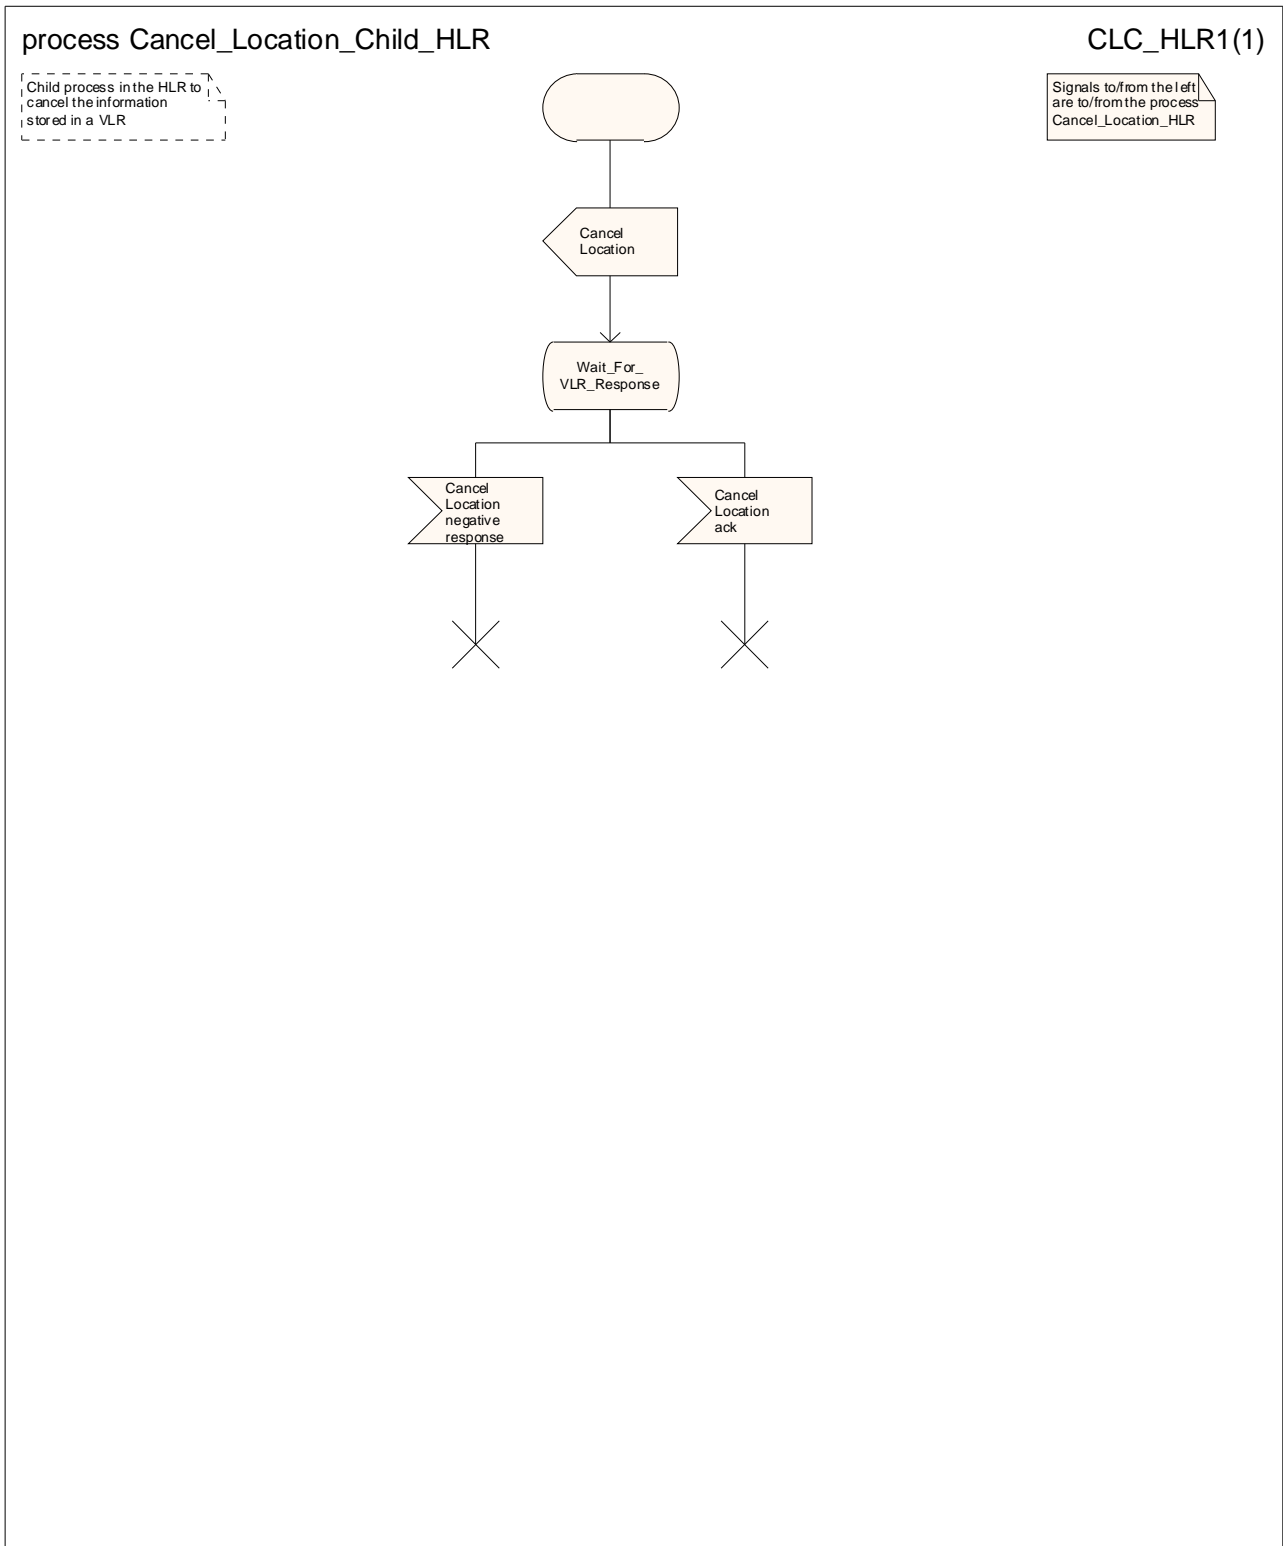 process Cancel_Location_Child_HLR
CLC_HLR1(1)
Child process in the HLR to
cancel the information
stored in a VLR
Signals to/from the left
are to/from the process
Cancel_Location_HLR
Cancel
Location
Wait_For_
VLR_Response
Cancel
Location
negative
response
Cancel
Location
ack